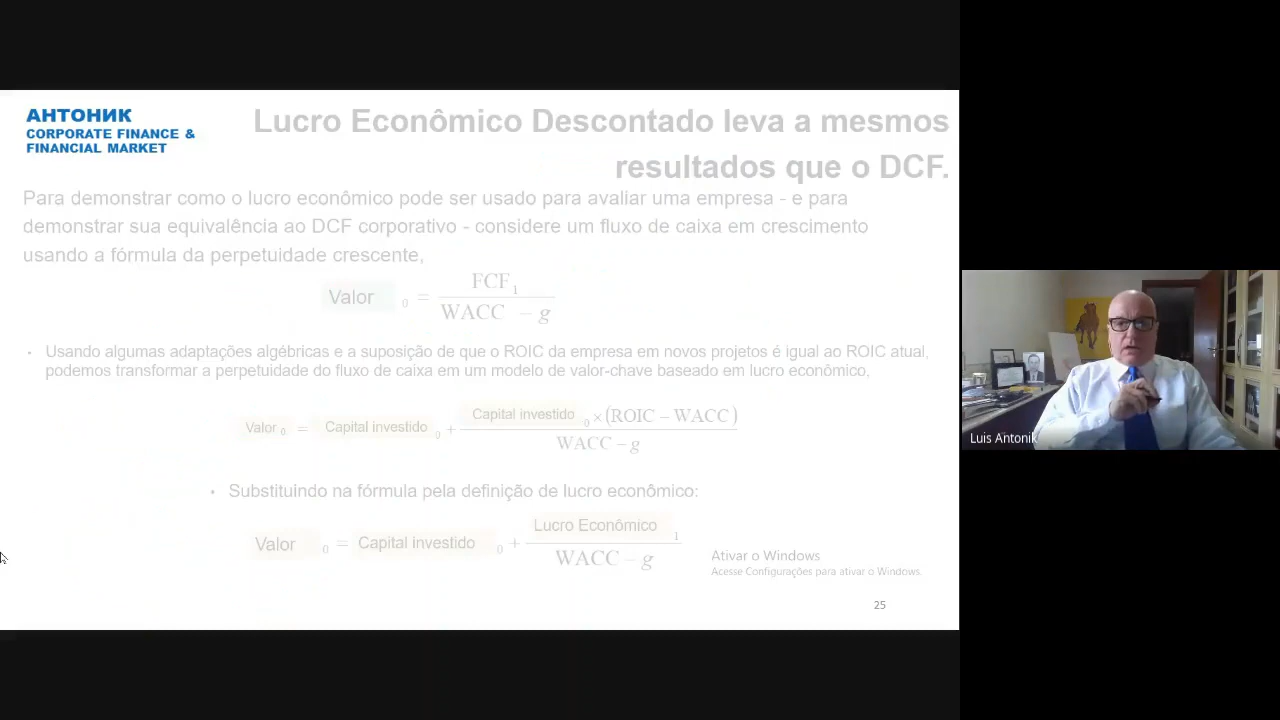 АНТОНИК
CORPORATE FINANCE &
FINANCIAL MARKET
Lucro Econômico Descontado leva a mesmos
resultados que o DCF.
Para demonstrar como o lucro econômico pode ser usado para avaliar uma empresa - e para
demonstrar sua equivalência ao DCF corporativo - considere um fluxo de caixa em crescimento
usando a fórmula da perpetuidade crescente,
Valor 0 = FCF 1
WACC - g
• Usando algumas adaptações algébricas e a suposição de que o ROIC da empresa em novos projetos é igual ao ROIC atual,
podemos transformar a perpetuidade do fluxo de caixa em um modelo de valor-chave baseado em lucro econômico,
Valor 0 = Capital investido 0 + Capital investido 0 × (ROIC - WACC)
WACC - g
• Substituindo na fórmula pela definição de lucro econômico:
Valor 0 = Capital investido 0 + Lucro Econômico 1
WACC - g
Ativar o Windows
Acesse Configurações para ativar o Windows.
25
Luis Antonik